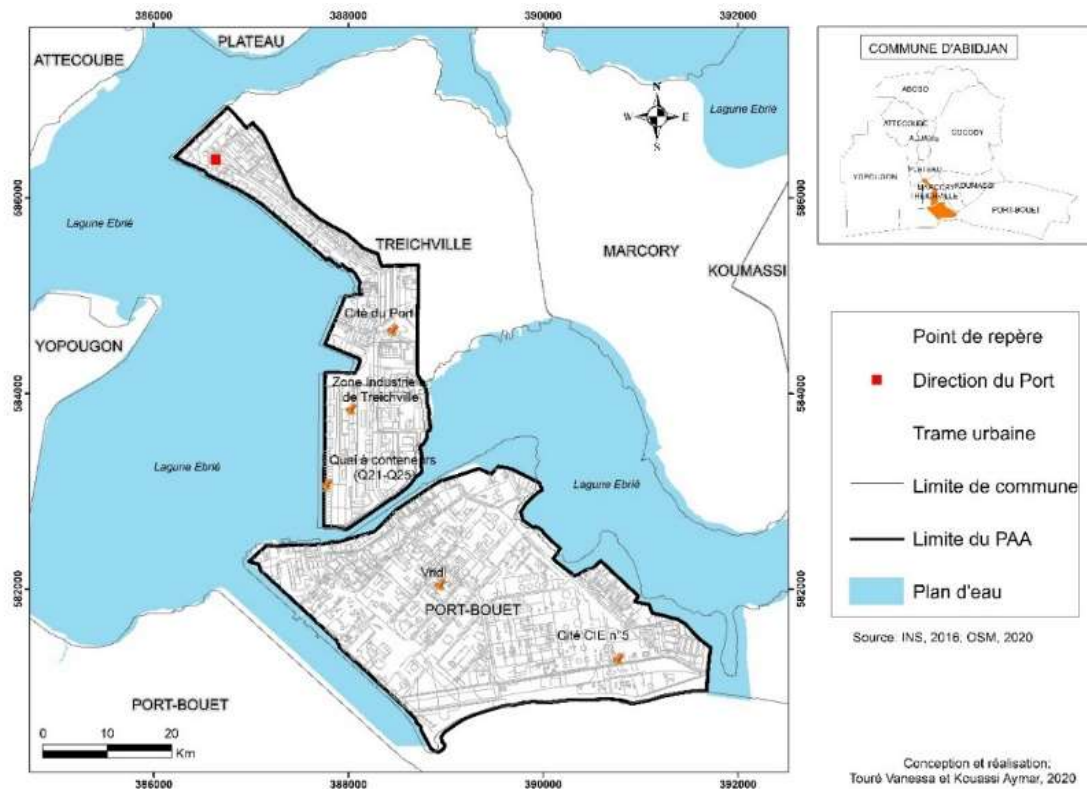 386000
388000
390000
392000
ATTECOUBE
PLATEAU
Lagune Ebrié
N
W
E
S
586000
586000
Lagune Ebrié
TREICHVILLE
MARCORY
KOUMASSI
Cité du Port
YOPOUGON
584000
584000
Zone Industrie
de Treichville
Lagune Ebrié
Quai à conteneurs
(Q21-Q25)
Lagune Ebrié
582000
582000
Vridi
PORT-BOUET
Cité CIE n°5
PORT-BOUET
0
10
20
Km
386000
388000
390000
392000
COMMUNE D'ABIDJAN
ABOBO
ATTECOUBE
COCODY
YOPOUGON
PLATEAU
MARCORY
KOUMASSI
TREICHVILLE
PORT-BOUET
Point de repère
Direction du Port
Trame urbaine
Limite de commune
Limite du PAA
Plan d'eau
Source: INS, 2016, OSM, 2020
Conception et réalisation:
Touré Vanessa et Kouassi Aymar, 2020